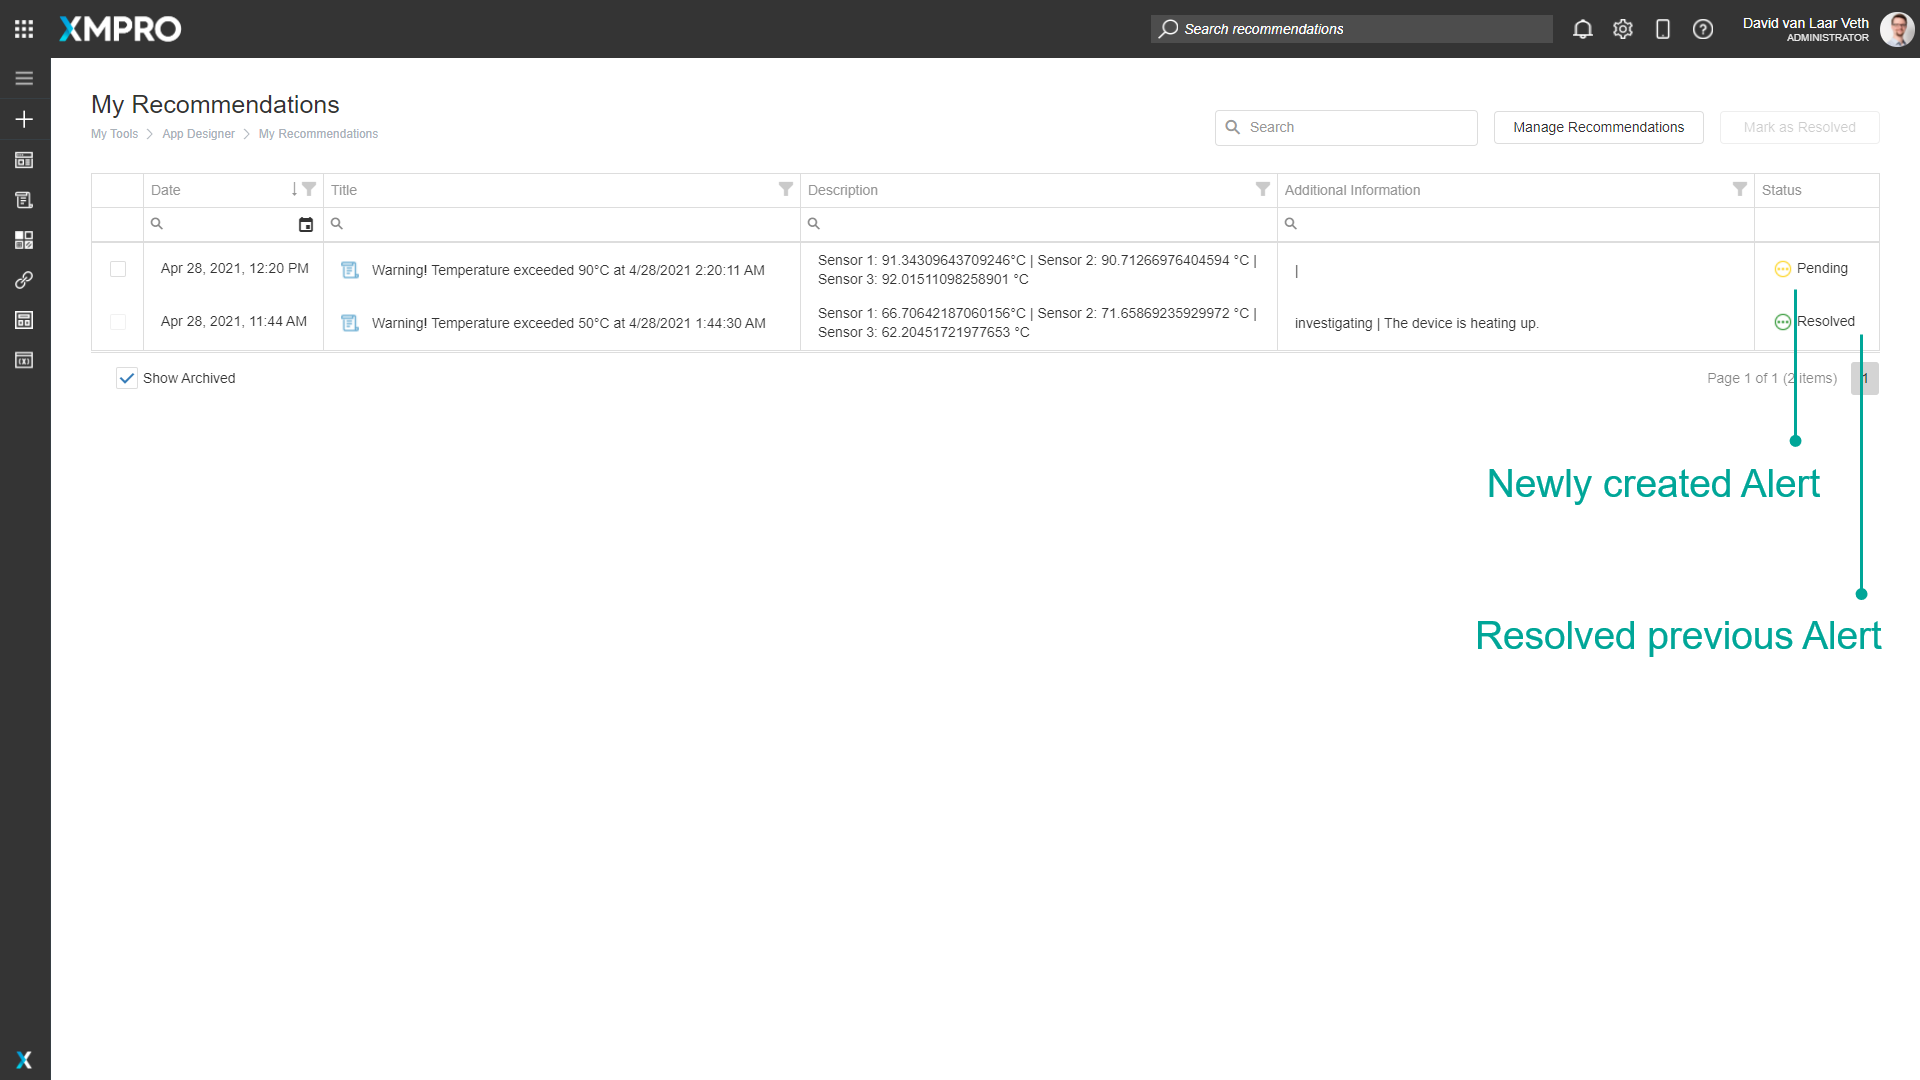 XMPRO
Search recommendations
David van Laar Veth
ADMINISTRATOR
My Recommendations
My Tools > App Designer > My Recommendations
Search
Manage Recommendations
Mark as Resolved
Date Title Description Additional Information Status
Apr 28, 2021, 12:20 PM Warning! Temperature exceeded 90°C at 4/28/2021 2:20:11 AM Sensor 1: 91.34309643709246°C | Sensor 2: 90.71266976404594 °C |
Sensor 3: 92.01511098258901 °C | Pending
Apr 28, 2021, 11:44 AM Warning! Temperature exceeded 50°C at 4/28/2021 1:44:30 AM Sensor 1: 66.70642187060156°C | Sensor 2: 71.65869235929972 °C |
Sensor 3: 62.20451721977653 °C investigating | The device is heating up. Resolved
Show Archived Page 1 of 1 (2 items) 1
Newly created Alert
Resolved previous Alert